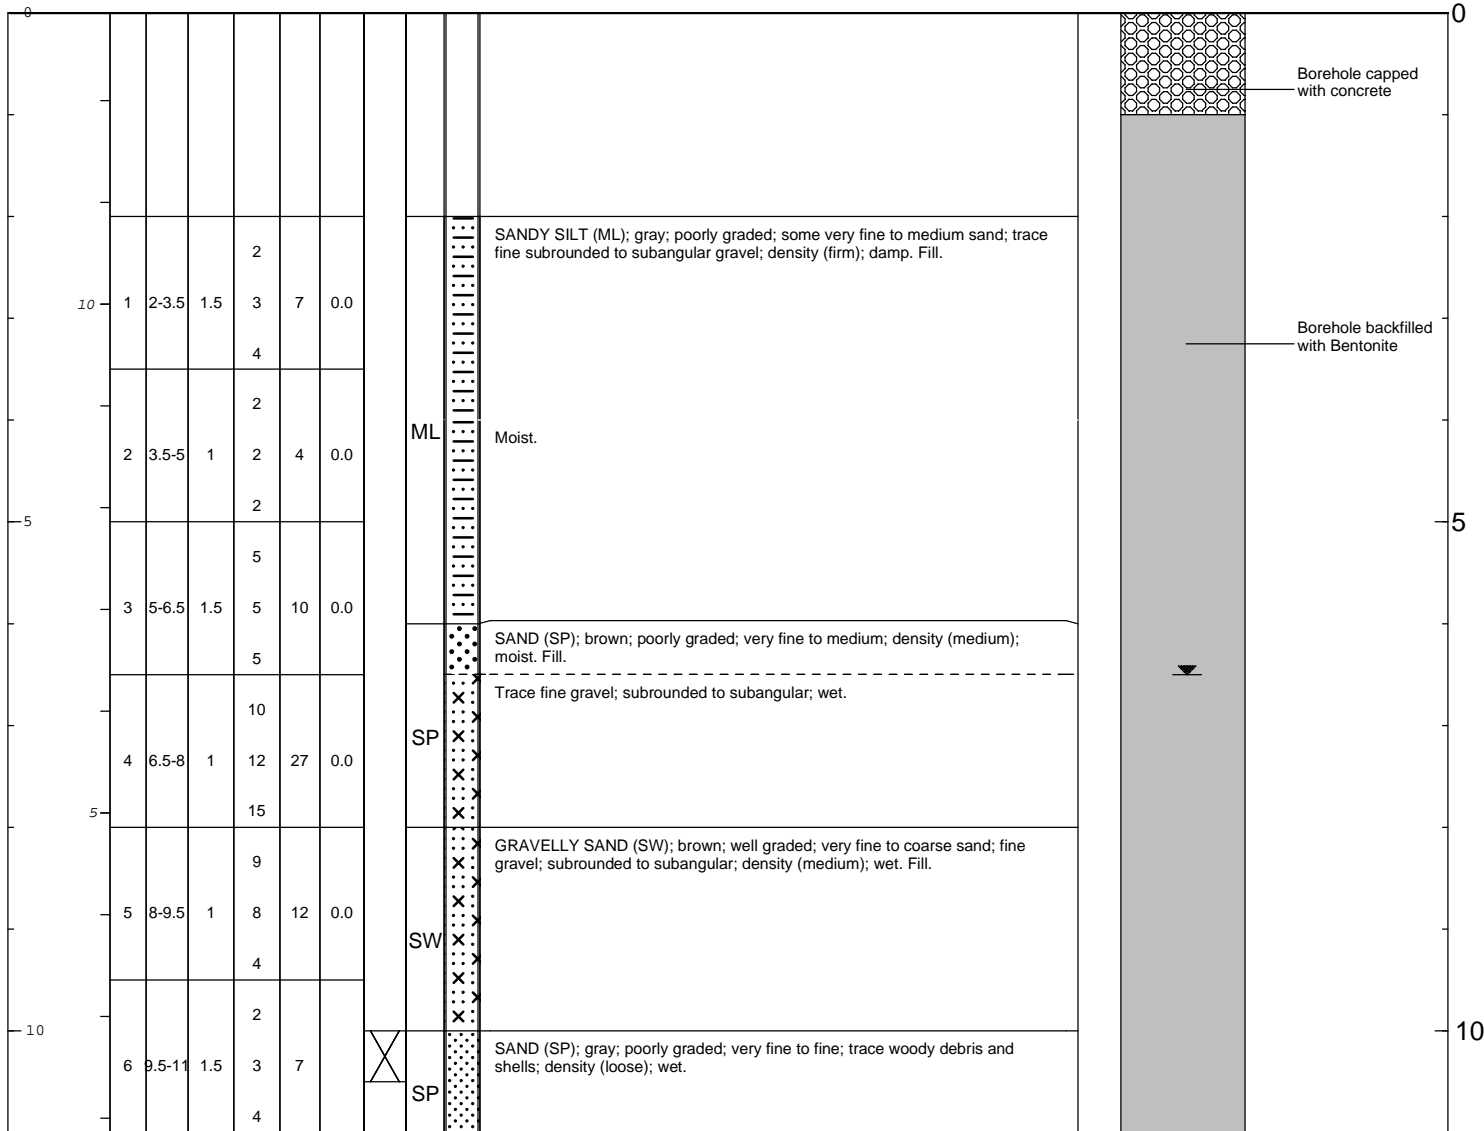 0
0
Borehole capped
with concrete
SANDY SILT (ML); gray; poorly graded; some very fine to medium sand; trace
fine subrounded to subangular gravel; density (firm); damp. Fill.
2
10 1 2-3.5 1.5 3 7 0.0
4
Borehole backfilled
with Bentonite
2
ML
Moist.
2 3.5-5 1 2 4 0.0
2
5
5
5
3 5-6.5 1.5 5 10 0.0
5
SAND (SP); brown; poorly graded; very fine to medium; density (medium);
moist. Fill.
Trace fine gravel; subrounded to subangular; wet.
10
SP
4 6.5-8 1 12 27 0.0
15
5
GRAVELLY SAND (SW); brown; well graded; very fine to coarse sand; fine
gravel; subrounded to subangular; density (medium); wet. Fill.
9
5 8-9.5 1 8 12 0.0
SW
4
2
10
10
SAND (SP); gray; poorly graded; very fine to fine; trace woody debris and
shells; density (loose); wet.
6 9.5-11 1.5 3 7
SP
4